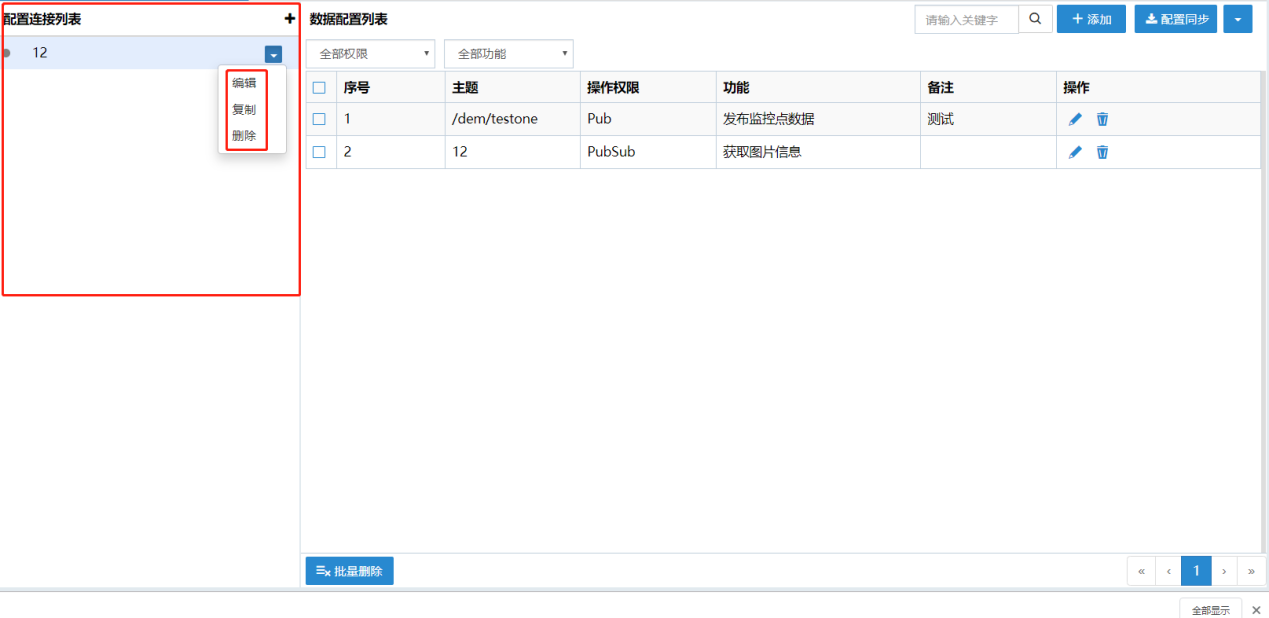 配置连接列表
12
编辑
复制
删除
数据配置列表
请输入关键字
添加
配置同步
全部权限
全部功能
序号 主题 操作权限 功能 备注 操作
1 /dem/testone Pub 发布监控点数据 测试
2 12 PubSub 获取图片信息
批量删除
« ‹ 1 › »
全部显示